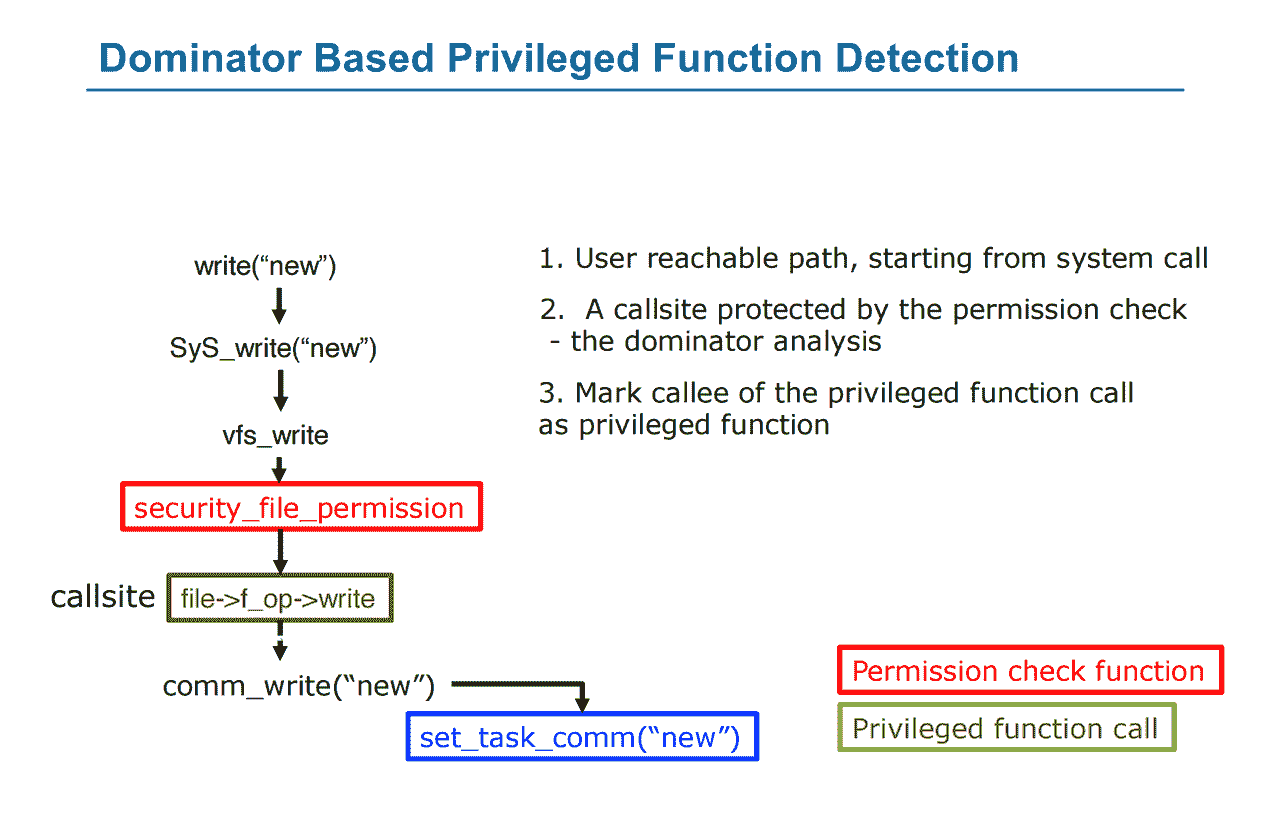 Dominator Based Privileged Function Detection
write(“new”)
SyS_write(“new”)
vfs_write
security_file_permission
callsite
file->f_op->write
comm_write(“new”)
set_task_comm(“new”)
1. User reachable path, starting from system call
2.  A callsite protected by the permission check
- the dominator analysis
3. Mark callee of the privileged function call
as privileged function
Permission check function
Privileged function call